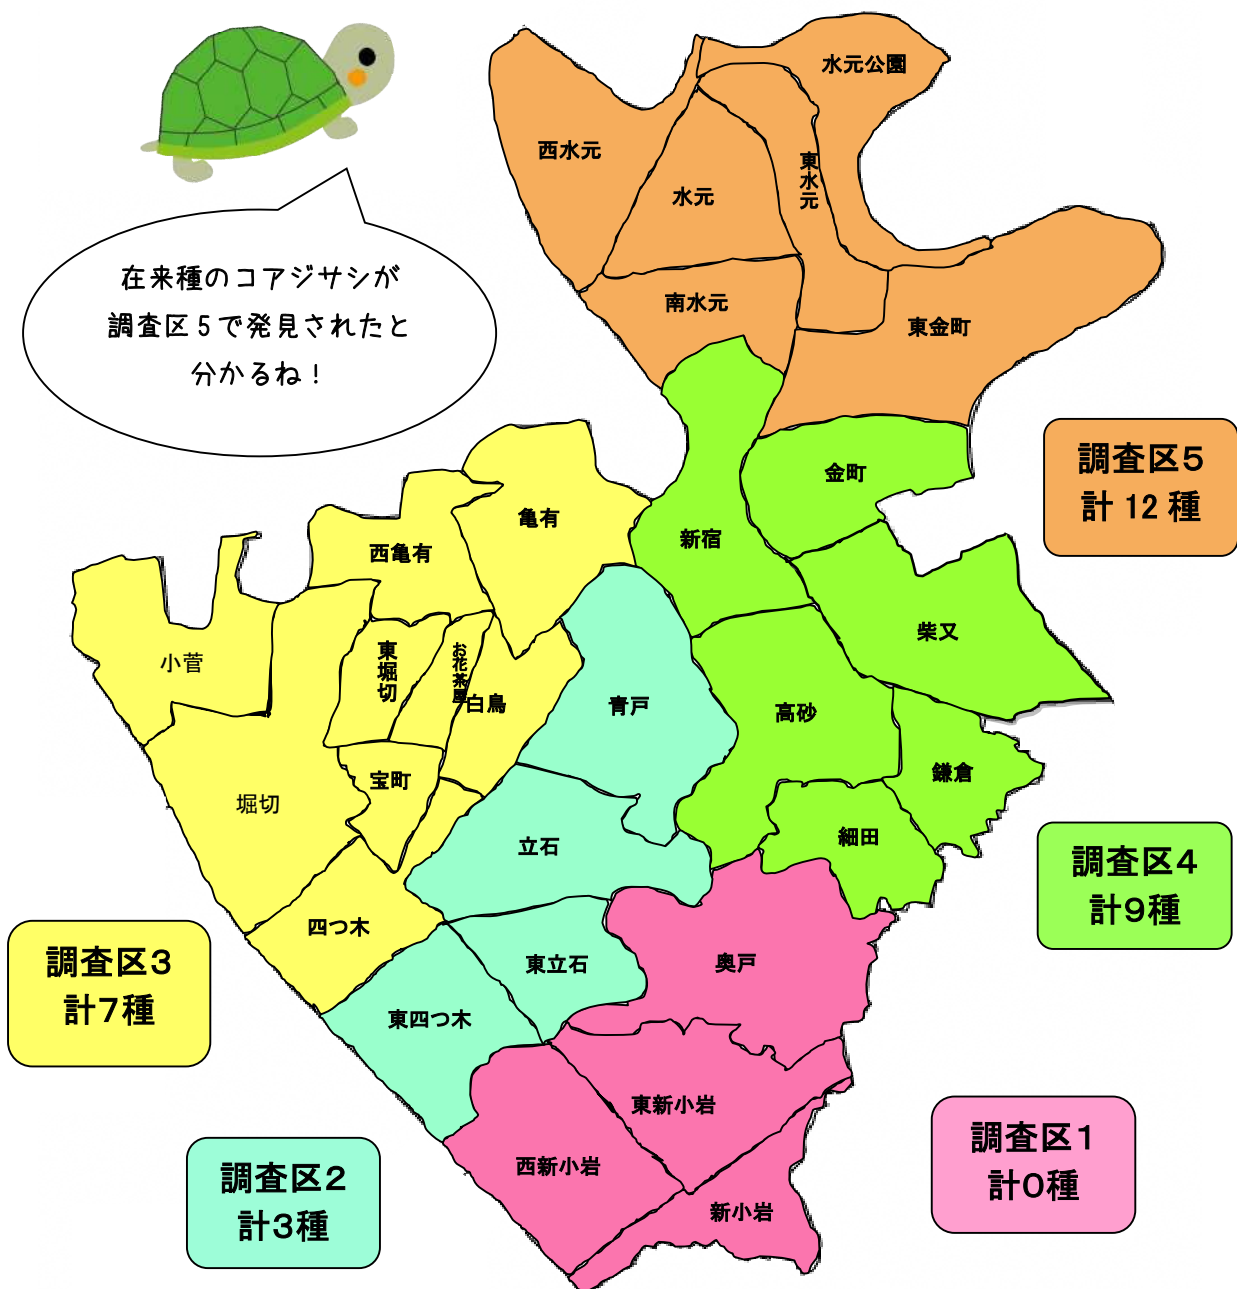 水元公園
西水元
東水元
水元
在来種のコアジサシが
調査区5で発見されたと
分かるね！
南水元
東金町
調査区5
計12種
金町
亀有
新宿
西亀有
柴又
小菅
東堀切
お花茶屋
白鳥
青戸
高砂
鎌倉
宝町
堀切
細田
立石
調査区4
計9種
四つ木
調査区3
計7種
東立石
奥戸
東四つ木
東新小岩
西新小岩
調査区1
計0種
調査区2
計3種
新小岩